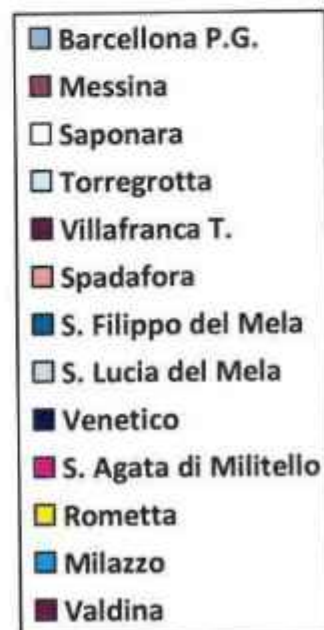 Barcellona P.G.
Messina
Saponara
Torregrotta
Villafranca T.
Spadafora
S. Filippo del Mela
S. Lucia del Mela
Venetico
S. Agata di Militello
Rometta
Milazzo
Valdina